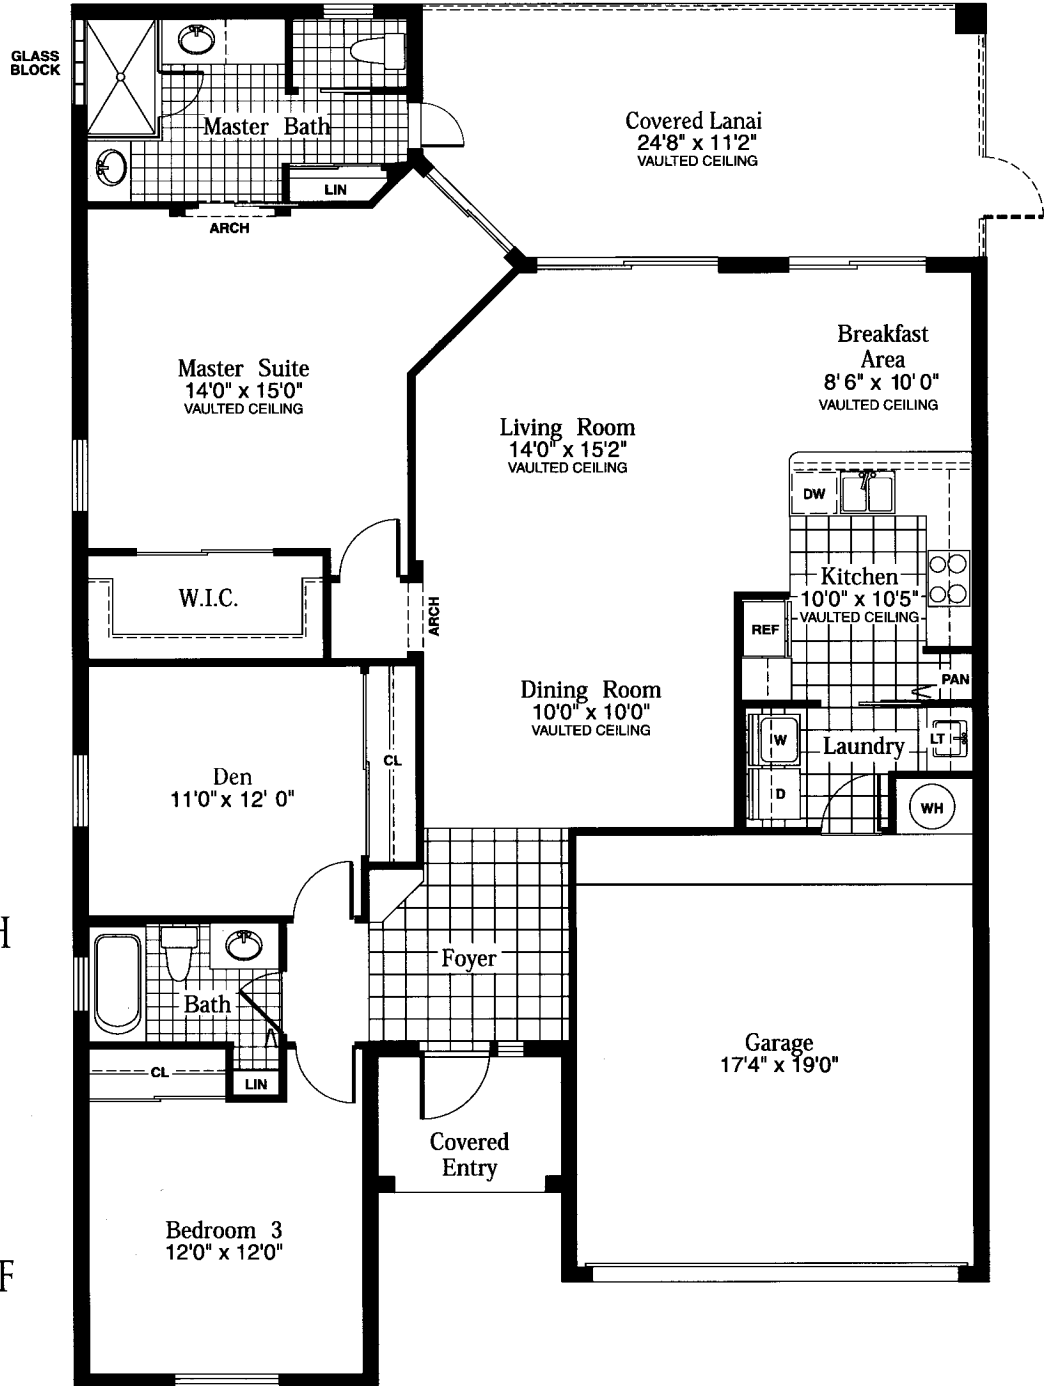 GLASS
BLOCK
Master Bath
LIN
ARCH
Covered Lanai
24'8" x 11'2"
VAULTED CEILING
Master Suite
14'0" x 15'0"
VAULTED CEILING
Breakfast
Area
8' 6" x 10' 0"
VAULTED CEILING
Living Room
14'0" x 15'2"
VAULTED CEILING
DW
Kitchen
10'0" x 10'5"
VAULTED CEILING
W.I.C.
ARCH
REF
PAN
Dining Room
10'0" x 10'0"
VAULTED CEILING
W
Laundry
LT
D
WH
Den
11'0" x 12' 0"
CL
H
Foyer
Bath
CL
LIN
Garage
17'4" x 19'0"
Covered
Entry
Bedroom 3
12'0" x 12'0"
F